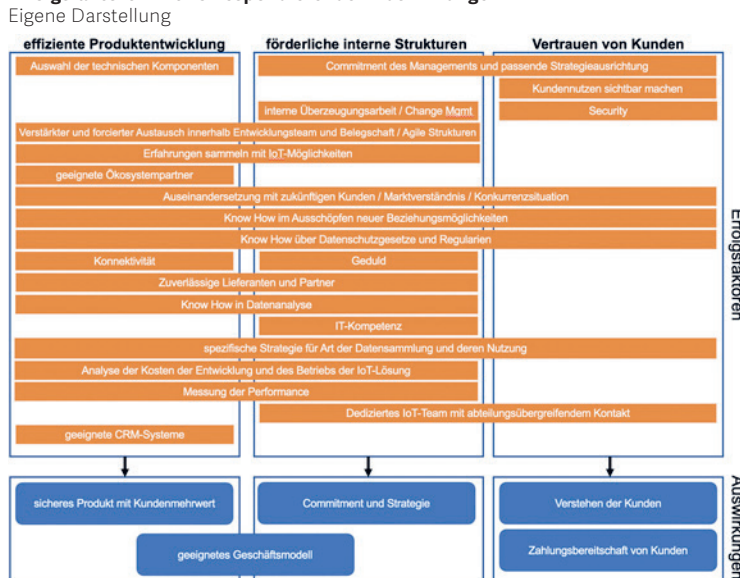 Eigene Darstellung
effiziente Produktentwicklung
förderliche interne Strukturen
Vertrauen von Kunden
Auswahl der technischen Komponenten
Commitment des Managements und passende Strategieausrichtung
Kundennutzen sichtbar machen
interne Überzeugungsarbeit / Change Mgmt
Security
Verstärkter und forcierter Austausch innerhalb Entwicklungsteam und Belegschaft / Agile Strukturen
Erfahrungen sammeln mit IoT-Möglichkeiten
geeignete Ökosystempartner
Auseinandersetzung mit zukünftigen Kunden / Marktverständnis / Konkurrenzsituation
Know How im Ausschöpfen neuer Beziehungsmöglichkeiten
Know How über Datenschutzgesetze und Regularien
Konnektivität
Geduld
Zuverlässige Lieferanten und Partner
Know How in Datenanalyse
IT-Kompetenz
spezifische Strategie für Art der Datensammlung und deren Nutzung
Analyse der Kosten der Entwicklung und des Betriebs der IoT-Lösung
Messung der Performance
Dediziertes IoT-Team mit abteilungsübergreifendem Kontakt
geeignete CRM-Systeme
Erfolgsfaktoren
sicheres Produkt mit Kundenmehrwert
Commitment und Strategie
Verstehen der Kunden
geeignetes Geschäftsmodell
Zahlungsbereitschaft von Kunden
Auswirkungen